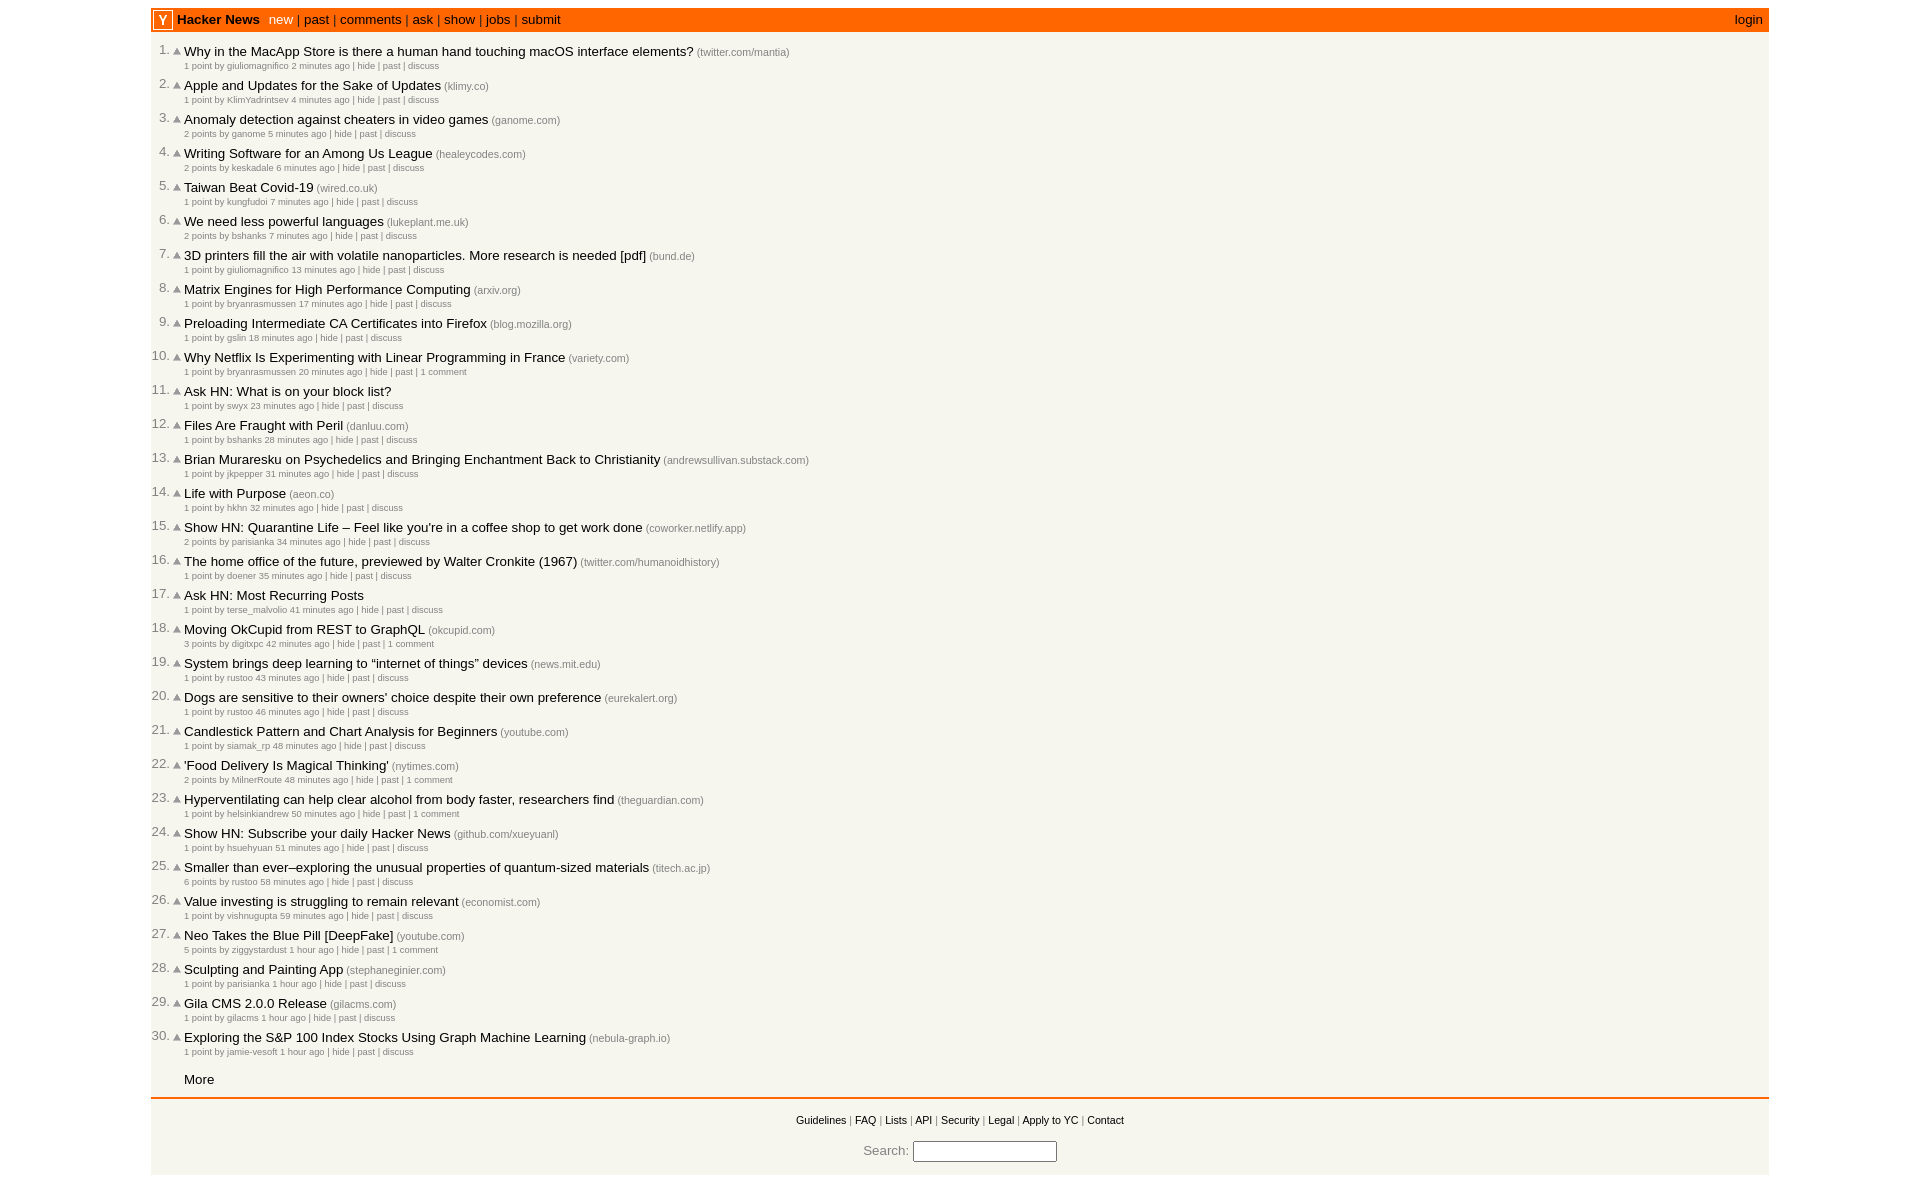 Y Hacker News new | past | comments | ask | show | jobs | submit login
1. Why in the MacApp Store is there a human hand touching macOS interface elements? (twitter.com/mantia)
1 point by giuliomagnifico 2 minutes ago | hide | past | discuss
2. Apple and Updates for the Sake of Updates (klimy.co)
1 point by KlimYadrintsev 4 minutes ago | hide | past | discuss
3. Anomaly detection against cheaters in video games (ganome.com)
2 points by ganome 5 minutes ago | hide | past | discuss
4. Writing Software for an Among Us League (healeycodes.com)
2 points by keskadale 6 minutes ago | hide | past | discuss
5. Taiwan Beat Covid-19 (wired.co.uk)
1 point by kungfudoi 7 minutes ago | hide | past | discuss
6. We need less powerful languages (lukeplant.me.uk)
2 points by bshanks 7 minutes ago | hide | past | discuss
7. 3D printers fill the air with volatile nanoparticles. More research is needed [pdf] (bund.de)
1 point by giuliomagnifico 13 minutes ago | hide | past | discuss
8. Matrix Engines for High Performance Computing (arxiv.org)
1 point by bryanrasmussen 17 minutes ago | hide | past | discuss
9. Preloading Intermediate CA Certificates into Firefox (blog.mozilla.org)
1 point by gslin 18 minutes ago | hide | past | discuss
10. Why Netflix Is Experimenting with Linear Programming in France (variety.com)
1 point by bryanrasmussen 20 minutes ago | hide | past | 1 comment
11. Ask HN: What is on your block list?
1 point by swyx 23 minutes ago | hide | past | discuss
12. Files Are Fraught with Peril (danluu.com)
1 point by bshanks 28 minutes ago | hide | past | discuss
13. Brian Muraresku on Psychedelics and Bringing Enchantment Back to Christianity (andrewsullivan.substack.com)
1 point by jkpepper 31 minutes ago | hide | past | discuss
14. Life with Purpose (aeon.co)
1 point by hkhn 32 minutes ago | hide | past | discuss
15. Show HN: Quarantine Life – Feel like you're in a coffee shop to get work done (coworker.netlify.app)
2 points by parisianka 34 minutes ago | hide | past | discuss
16. The home office of the future, previewed by Walter Cronkite (1967) (twitter.com/humanoidhistory)
1 point by doener 35 minutes ago | hide | past | discuss
17. Ask HN: Most Recurring Posts
1 point by terse_malvolio 41 minutes ago | hide | past | discuss
18. Moving OkCupid from REST to GraphQL (okcupid.com)
3 points by digitxpc 42 minutes ago | hide | past | 1 comment
19. System brings deep learning to “internet of things” devices (news.mit.edu)
1 point by rustoo 43 minutes ago | hide | past | discuss
20. Dogs are sensitive to their owners' choice despite their own preference (eurekalert.org)
1 point by rustoo 46 minutes ago | hide | past | discuss
21. Candlestick Pattern and Chart Analysis for Beginners (youtube.com)
1 point by siamak_rp 48 minutes ago | hide | past | discuss
22. 'Food Delivery Is Magical Thinking' (nytimes.com)
2 points by MilnerRoute 48 minutes ago | hide | past | 1 comment
23. Hyperventilating can help clear alcohol from body faster, researchers find (theguardian.com)
1 point by helsinkiandrew 50 minutes ago | hide | past | 1 comment
24. Show HN: Subscribe your daily Hacker News (github.com/xueyuanl)
1 point by hsuehyuan 51 minutes ago | hide | past | discuss
25. Smaller than ever–exploring the unusual properties of quantum-sized materials (titech.ac.jp)
6 points by rustoo 58 minutes ago | hide | past | discuss
26. Value investing is struggling to remain relevant (economist.com)
1 point by vishnugupta 59 minutes ago | hide | past | discuss
27. Neo Takes the Blue Pill [DeepFake] (youtube.com)
5 points by ziggystardust 1 hour ago | hide | past | 1 comment
28. Sculpting and Painting App (stephaneginier.com)
1 point by parisianka 1 hour ago | hide | past | discuss
29. Gila CMS 2.0.0 Release (gilacms.com)
1 point by gilacms 1 hour ago | hide | past | discuss
30. Exploring the S&P 100 Index Stocks Using Graph Machine Learning (nebula-graph.io)
1 point by jamie-vesoft 1 hour ago | hide | past | discuss
More
Guidelines | FAQ | Lists | API | Security | Legal | Apply to YC | Contact
Search: